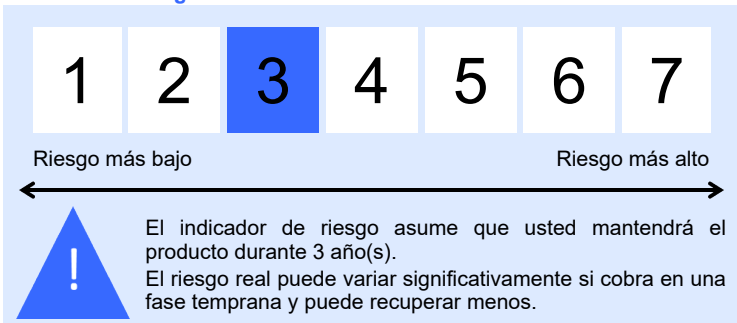 1 2 3 4 5 6 7
Riesgo más bajo Riesgo más alto
!
El indicador de riesgo asume que usted mantendrá el
producto durante 3 año(s).
El riesgo real puede variar significativamente si cobra en una
fase temprana y puede recuperar menos.